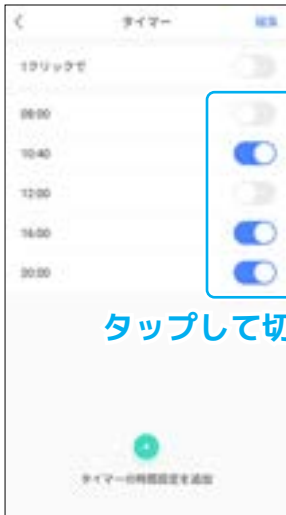 タイマー
編集
1クリックで
08:00
10:40
12:00
16:00
20:00
タップして切
タイマーの時間設定を追加